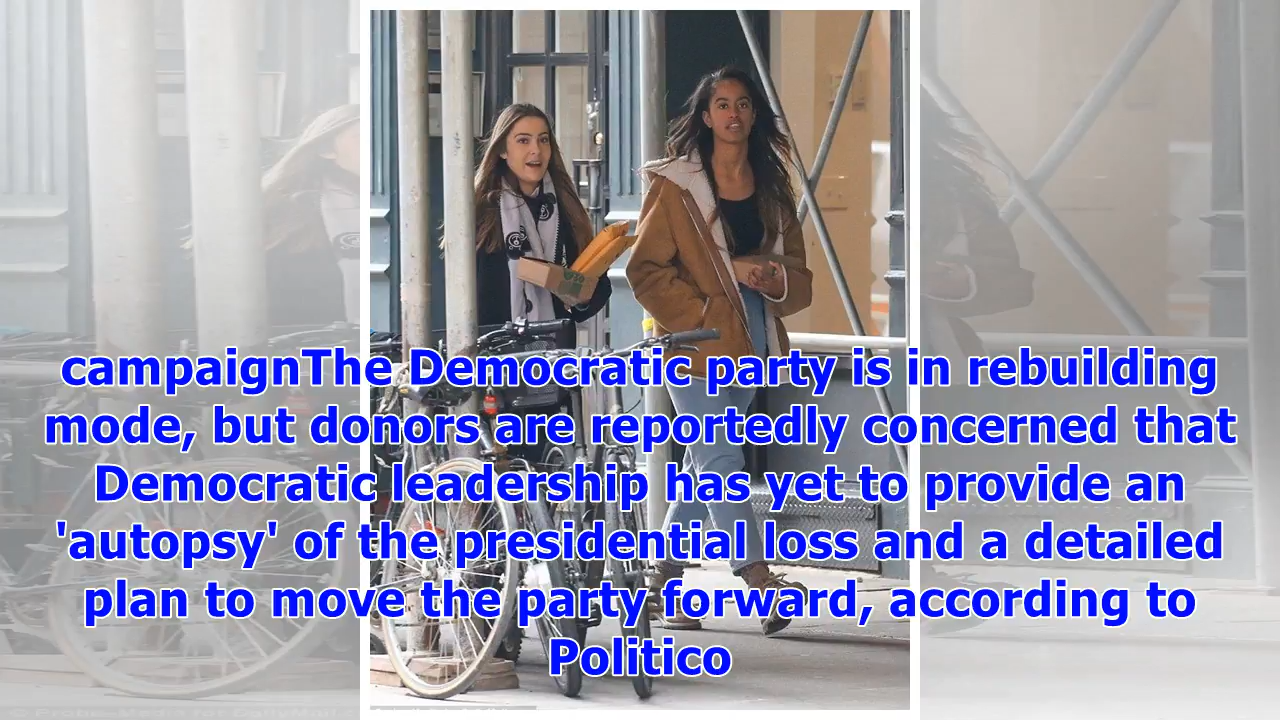 campaignThe Democratic party is in rebuilding
mode, but donors are reportedly concerned that
Democratic leadership has yet to provide an
'autopsy' of the presidential loss and a detailed
plan to move the party forward, according to
Politico